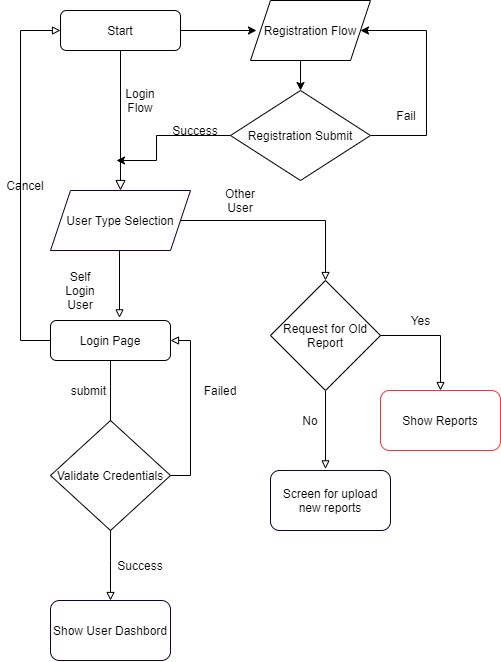 Start
Registration Flow
Login
Flow
Fail
Success
Registration Submit
Cancel
Other
User
User Type Selection
Self
Login
User
Yes
Request for Old
Report
Login Page
submit
Failed
No
Show Reports
Validate Credentials
Screen for upload
new reports
Success
Show User Dashbord